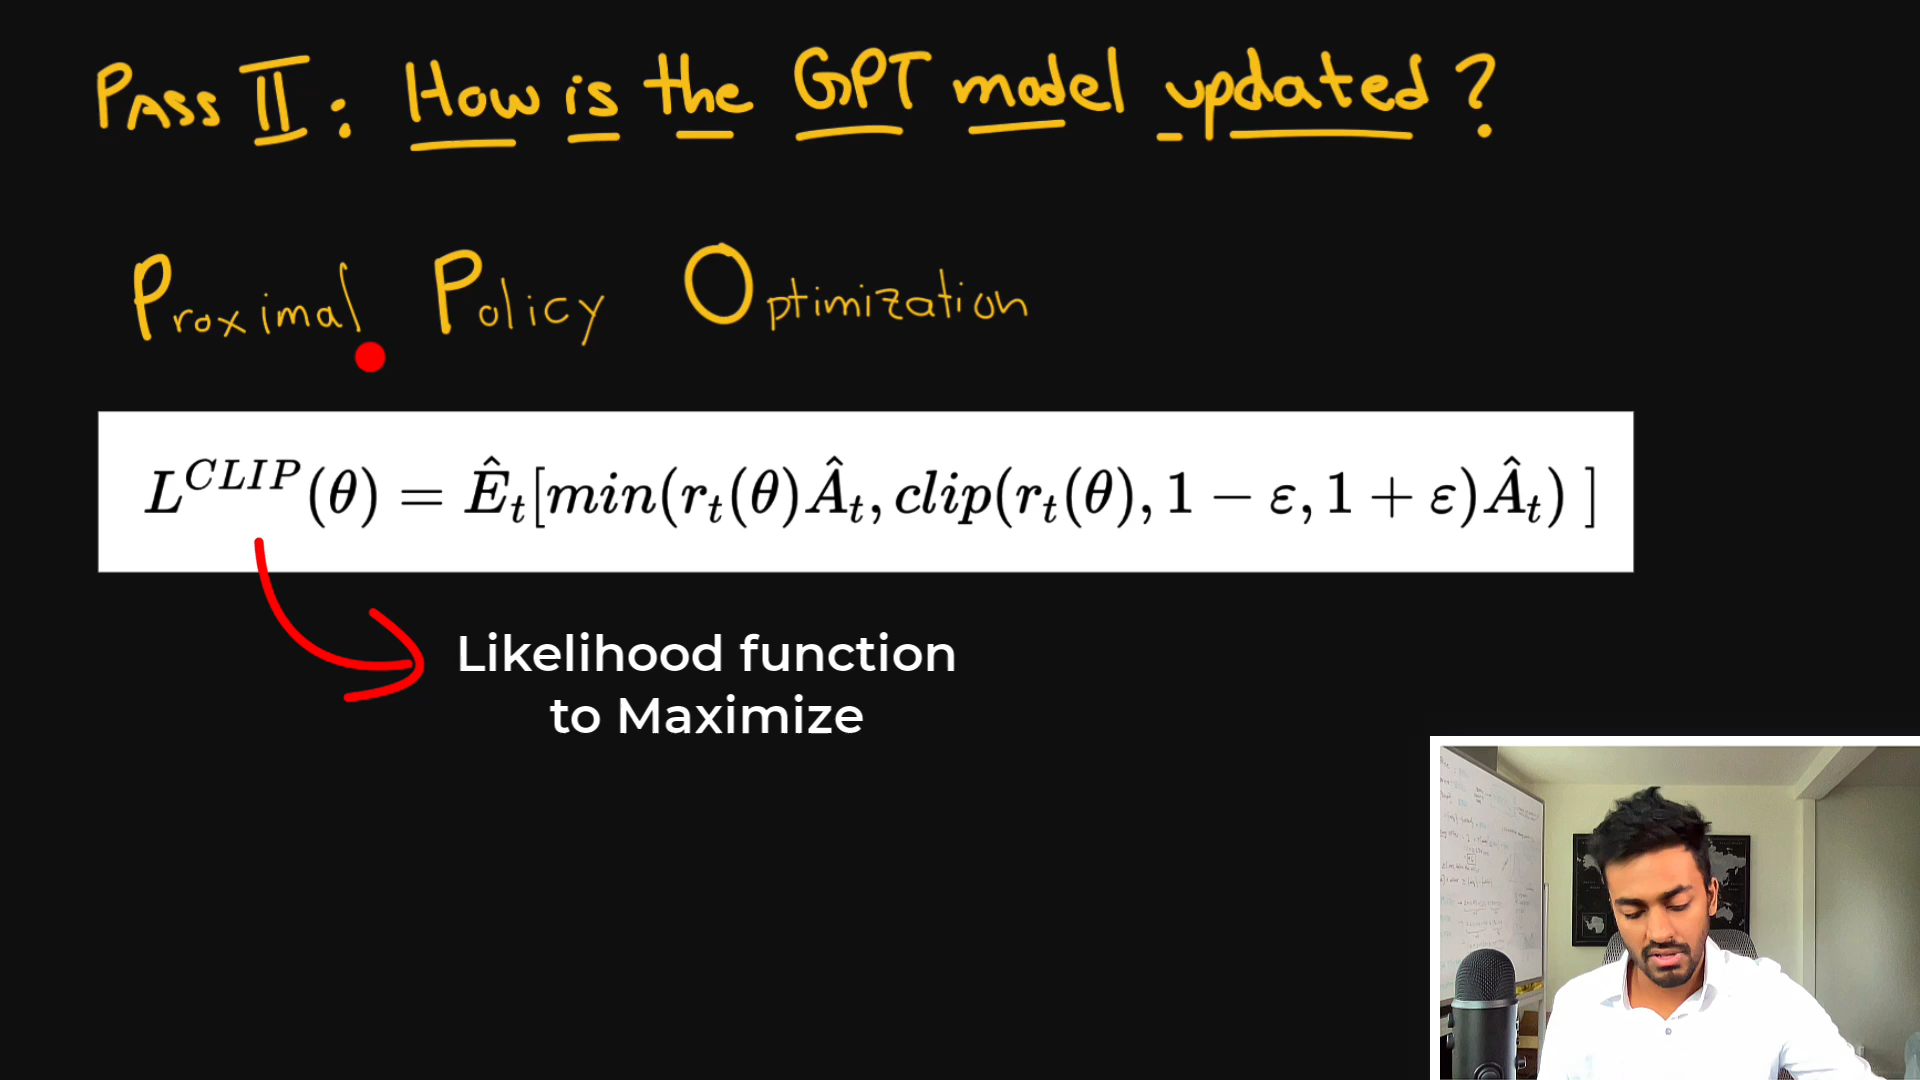 PASS II: How is the GPT model updated?
Proximal Policy Optimization
L^{CLIP}(θ) = Ê_t[min(r_t(θ)Â_t, clip(r_t(θ), 1 − ε, 1 + ε)Â_t) ]
Likelihood function
to Maximize